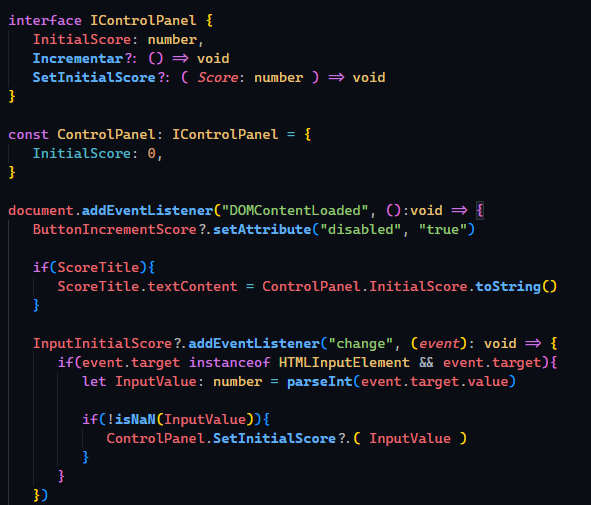 interface IControlPanel {
InitialScore: number,
Incrementar?: () => void
SetInitialScore?: ( Score: number ) => void
}
const ControlPanel: IControlPanel = {
InitialScore: 0,
}
document.addEventListener("DOMContentLoaded", ():void => {
ButtonIncrementScore?.setAttribute("disabled", "true")
if(ScoreTitle){
ScoreTitle.textContent = ControlPanel.InitialScore.toString()
}
InputInitialScore?.addEventListener("change", (event): void => {
if(event.target instanceof HTMLInputElement && event.target){
let InputValue: number = parseInt(event.target.value)
if(!isNaN(InputValue)){
ControlPanel.SetInitialScore?.( InputValue )
}
}
})